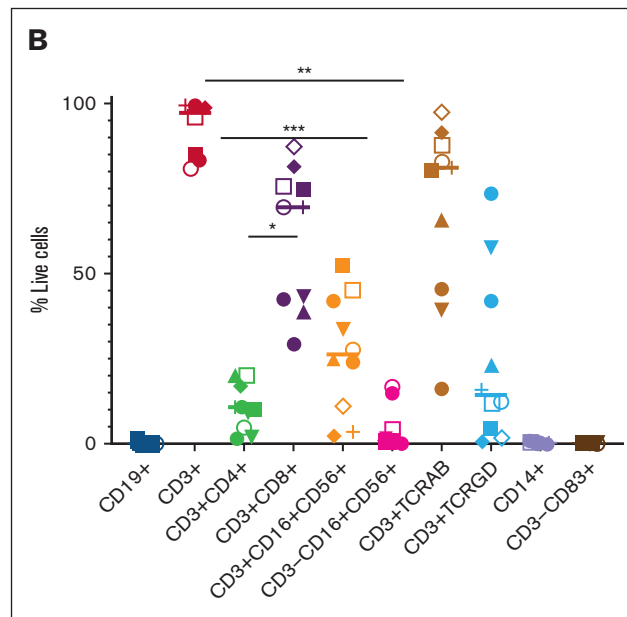 B
**
100
***
*
% Live cells
50
0
CD19+
CD3+
CD3+CD4+
CD3+CD8+
CD3+CD16+CD56+
CD3–CD16+CD56+
CD3+TCRAB
CD3+TCRGD
CD14+
CD3–CD83+